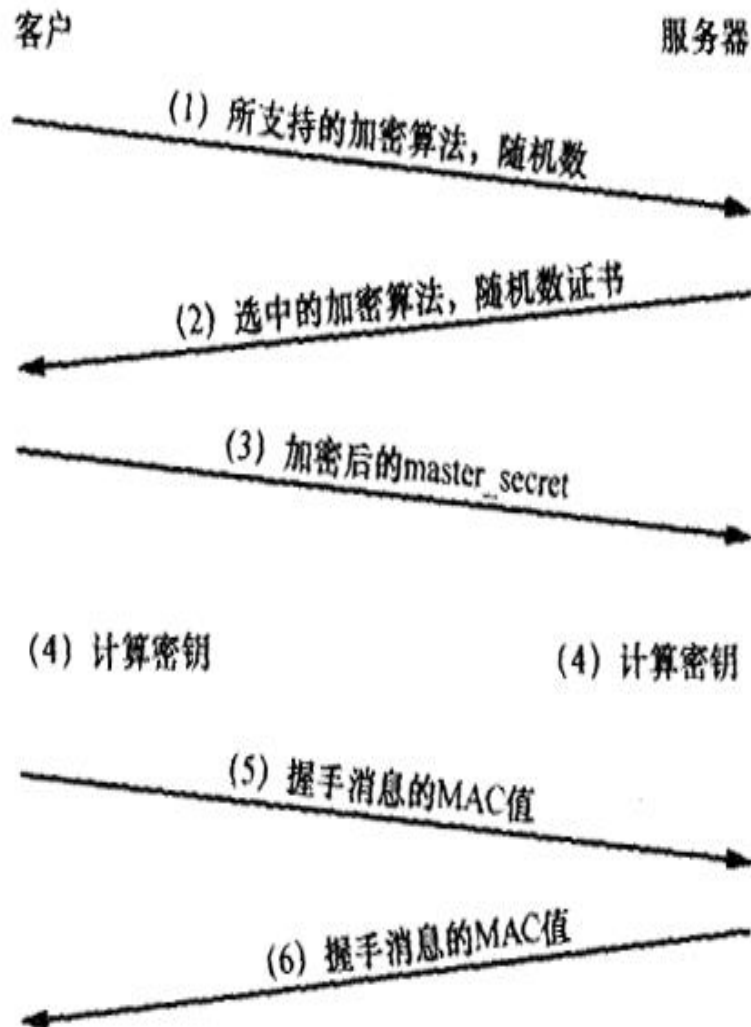 客户
服务器
(1) 所支持的加密算法，随机数
(2) 选中的加密算法，随机数证书
(3) 加密后的master_secret
(4) 计算密钥
(4) 计算密钥
(5) 握手消息的MAC值
(6) 握手消息的MAC值